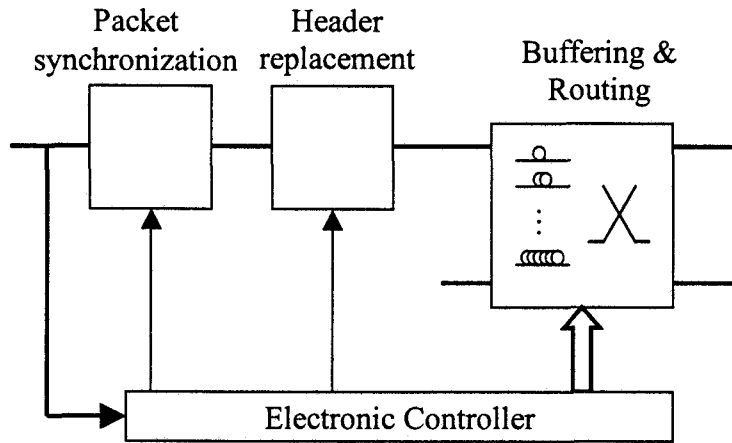 Packet
synchronization
Header
replacement
Buffering &
Routing
Electronic Controller